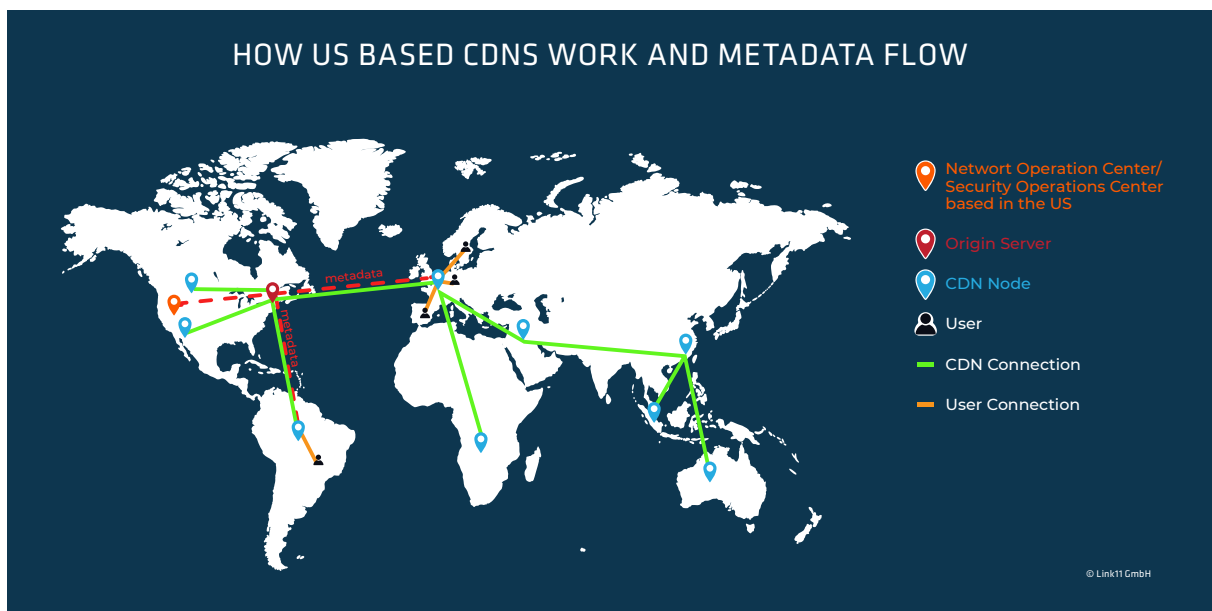 HOW US BASED CDNS WORK AND METADATA FLOW
metadata
metadata
Networt Operation Center/
Security Operations Center
based in the US
Origin Server
CDN Node
User
CDN Connection
User Connection
© Link11 GmbH